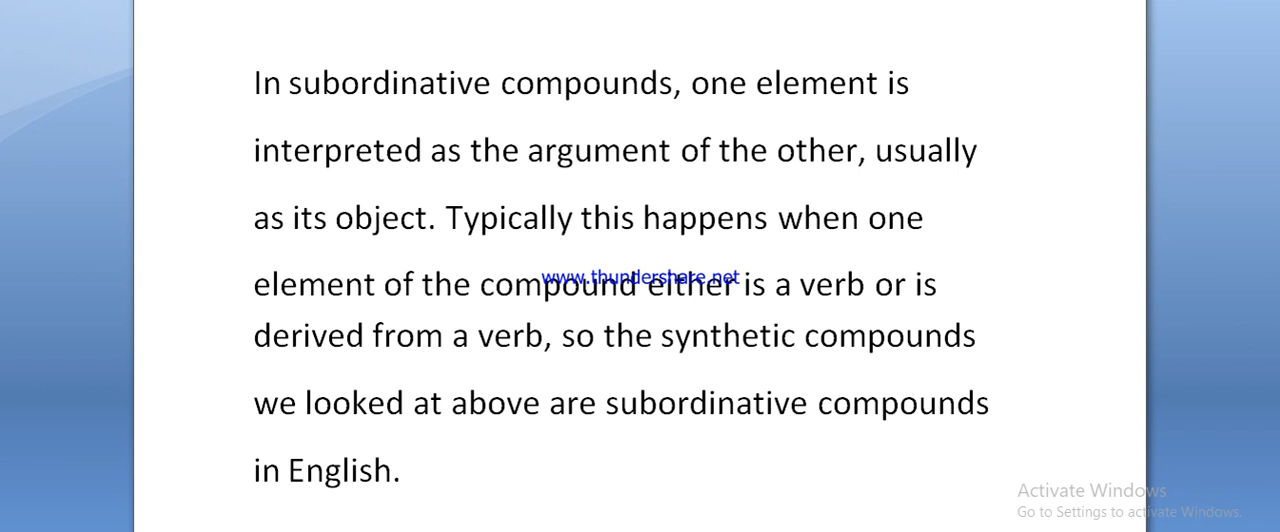 In subordinative compounds, one element is
interpreted as the argument of the other, usually
as its object. Typically this happens when one
www.thundershare.net
element of the compound either is a verb or is
derived from a verb, so the synthetic compounds
we looked at above are subordinative compounds
in English.
Activate Windows
Go to Settings to activate Windows.